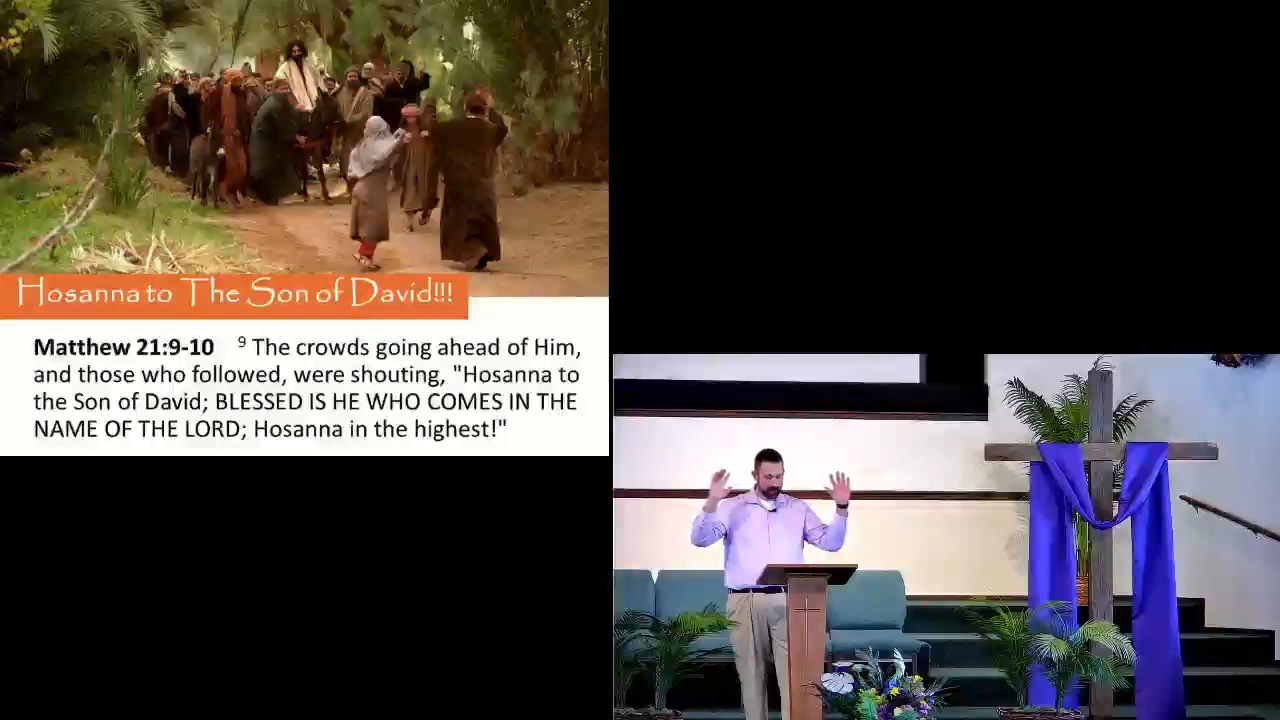 Hosanna to The Son of David!!!
Matthew 21:9-10 9 The crowds going ahead of Him,
and those who followed, were shouting, "Hosanna to
the Son of David; BLESSED IS HE WHO COMES IN THE
NAME OF THE LORD; Hosanna in the highest!"